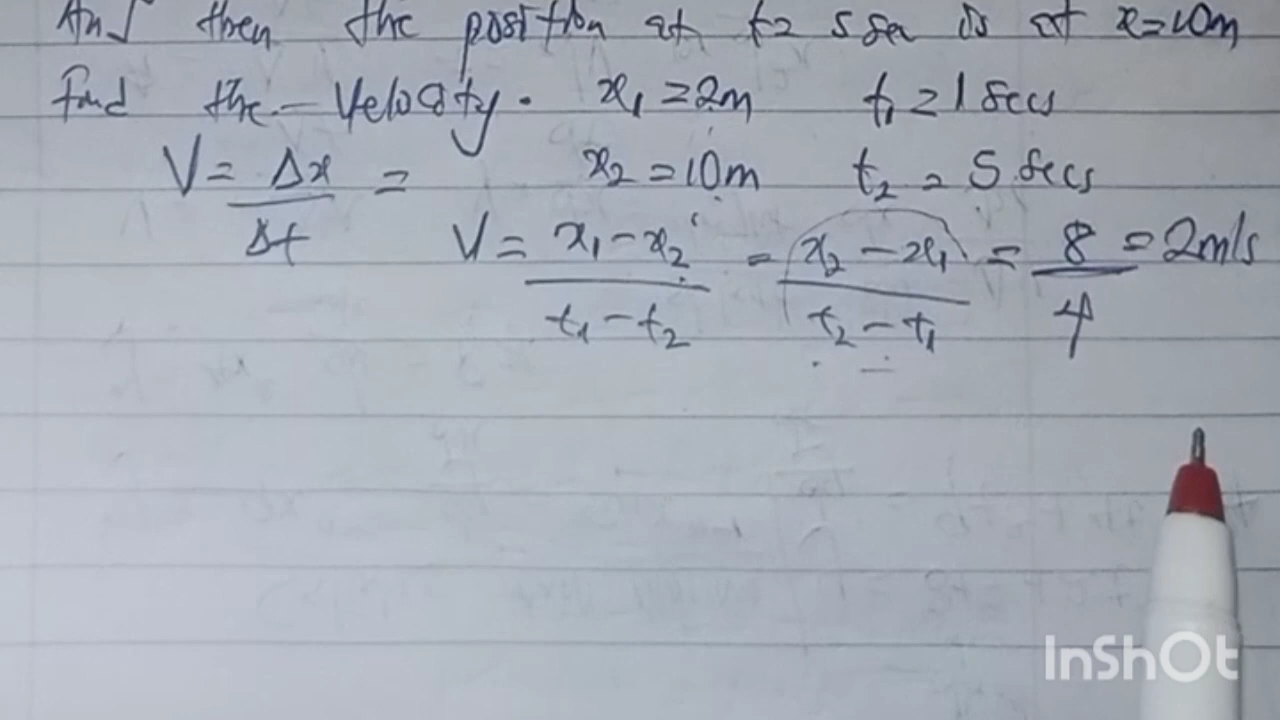 And then the position at t= 5 sec is at x=10m
find the Velocity. x₁ = 2m t₁ = 1 secs
V = Δx/Δt = x₂ = 10m t₂ = 5 secs
V = x₁ - x₂/t₁ - t₂ = x₂ - x₁/t₂ - t₁ = 8/4 = 2m/s
InShOt